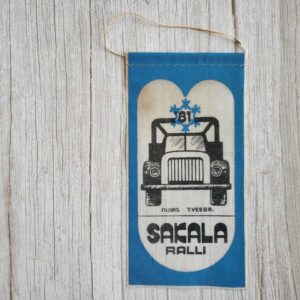 81
NUIAS 7.VEEBR.
SAKALA
RALLI